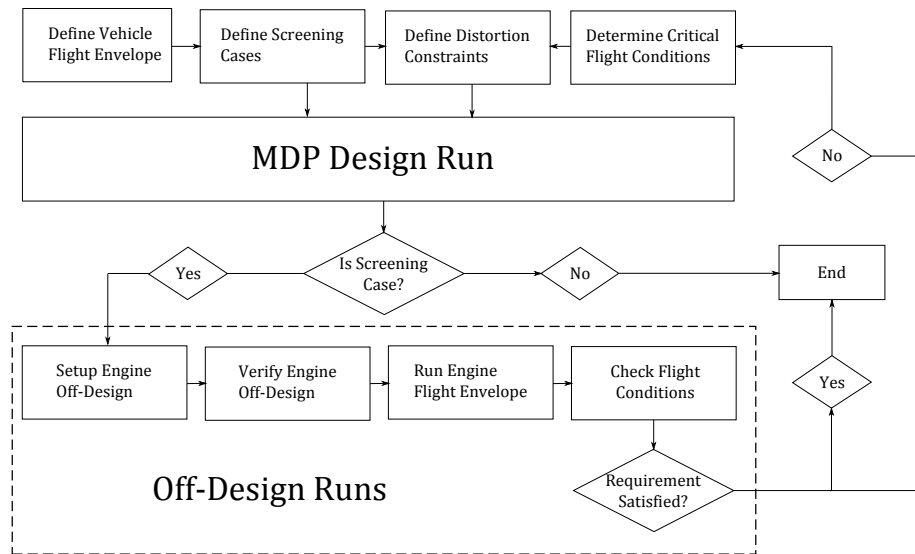 Define Vehicle
Flight Envelope
Define Screening
Cases
Define Distortion
Constraints
Determine Critical
Flight Conditions
MDP Design Run
No
Is Screening
Case?
Yes
No
End
Setup Engine
Off-Design
Verify Engine
Off-Design
Run Engine
Flight Envelope
Check Flight
Conditions
Yes
Off-Design Runs
Requirement
Satisfied?